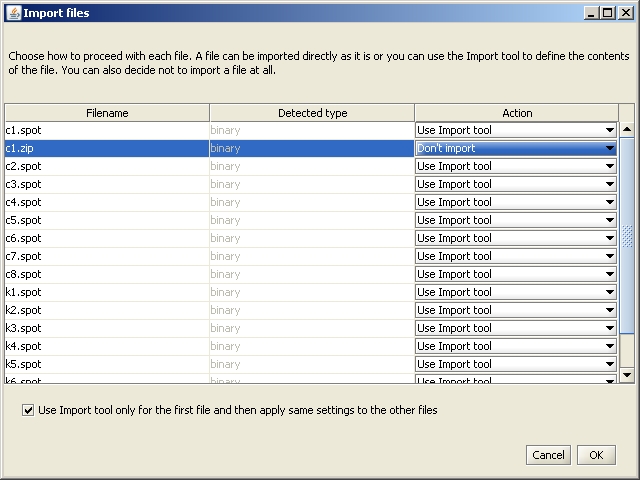 Import files
Choose how to proceed with each file. A file can be imported directly as it is or you can use the Import tool to define the contents
of the file. You can also decide not to import a file at all.
Filename Detected type Action
c1.spot binary Use Import tool
c1.zip binary Don't import
c2.spot binary Use Import tool
c3.spot binary Use Import tool
c4.spot binary Use Import tool
c5.spot binary Use Import tool
c6.spot binary Use Import tool
c7.spot binary Use Import tool
c8.spot binary Use Import tool
k1.spot binary Use Import tool
k2.spot binary Use Import tool
k3.spot binary Use Import tool
k4.spot binary Use Import tool
k5.spot binary Use Import tool
k6.spot binary Use Import tool
Use Import tool only for the first file and then apply same settings to the other files
Cancel OK